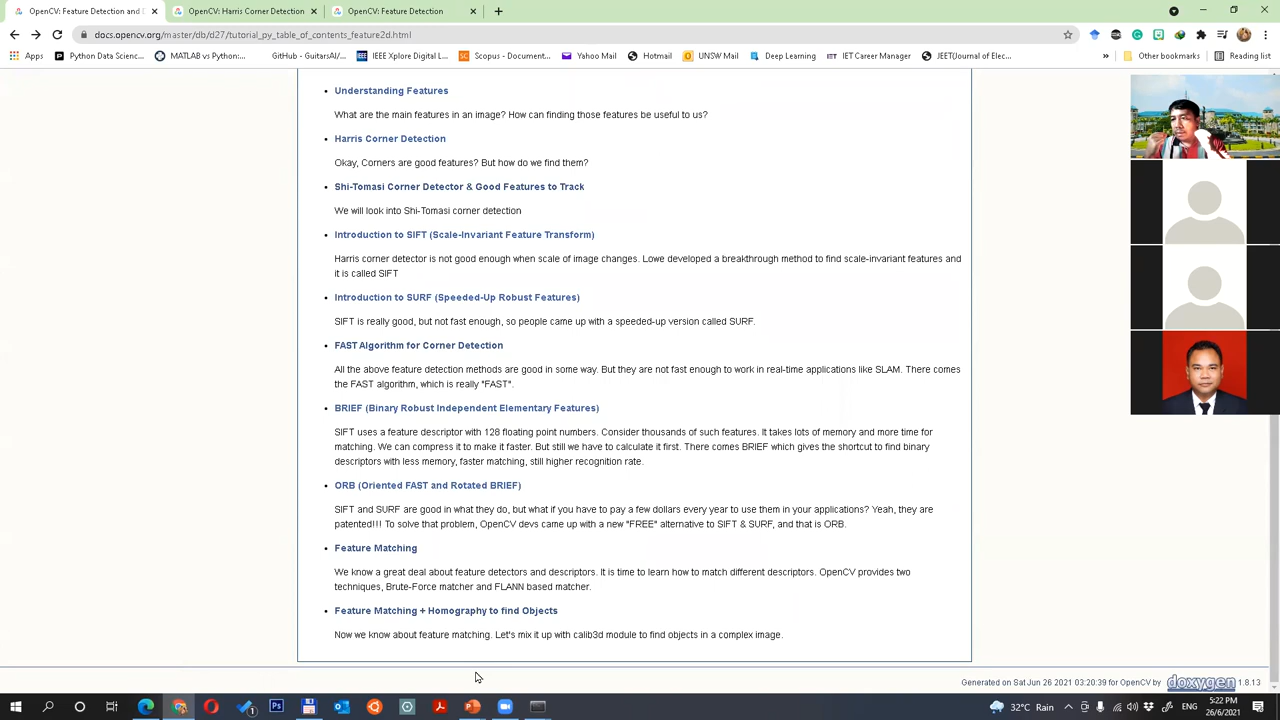 OpenCV: Feature Detection and De
OpenCV: Harris Corner Detection
OpenCV: Feature Detection
docs.opencv.org/master/db/d27/tutorial_py_table_of_contents_feature2d.html
Apps
Python Data Scienc...
MATLAB vs Python:...
GitHub - GuitarsAI/...
IEEE Xplore Digital L...
Scopus - Document...
Yahoo Mail
Hotmail
UNSW Mail
Deep Learning
IET Career Manager
JEET(Journal of Elec...
»
Other bookmarks
Reading list
Understanding Features
What are the main features in an image? How can finding those features be useful to us?
Harris Corner Detection
Okay, Corners are good features? But how do we find them?
Shi-Tomasi Corner Detector & Good Features to Track
We will look into Shi-Tomasi corner detection
Introduction to SIFT (Scale-Invariant Feature Transform)
Harris corner detector is not good enough when scale of image changes. Lowe developed a breakthrough method to find scale-invariant features and
it is called SIFT
Introduction to SURF (Speeded-Up Robust Features)
SIFT is really good, but not fast enough, so people came up with a speeded-up version called SURF.
FAST Algorithm for Corner Detection
All the above feature detection methods are good in some way. But they are not fast enough to work in real-time applications like SLAM. There comes
the FAST algorithm, which is really "FAST".
BRIEF (Binary Robust Independent Elementary Features)
SIFT uses a feature descriptor with 128 floating point numbers. Consider thousands of such features. It takes lots of memory and more time for
matching. We can compress it to make it faster. But still we have to calculate it first. There comes BRIEF which gives the shortcut to find binary
descriptors with less memory, faster matching, still higher recognition rate.
ORB (Oriented FAST and Rotated BRIEF)
SIFT and SURF are good in what they do, but what if you have to pay a few dollars every year to use them in your applications? Yeah, they are
patented!!! To solve that problem, OpenCV devs came up with a new "FREE" alternative to SIFT & SURF, and that is ORB.
Feature Matching
We know a great deal about feature detectors and descriptors. It is time to learn how to match different descriptors. OpenCV provides two
techniques, Brute-Force matcher and FLANN based matcher.
Feature Matching + Homography to find Objects
Now we know about feature matching. Let's mix it up with calib3d module to find objects in a complex image.
Generated on Sat Jun 26 2021 03:20:39 for OpenCV by doxygen 1.8.13
32°C Rain
5:22 PM
26/6/2021